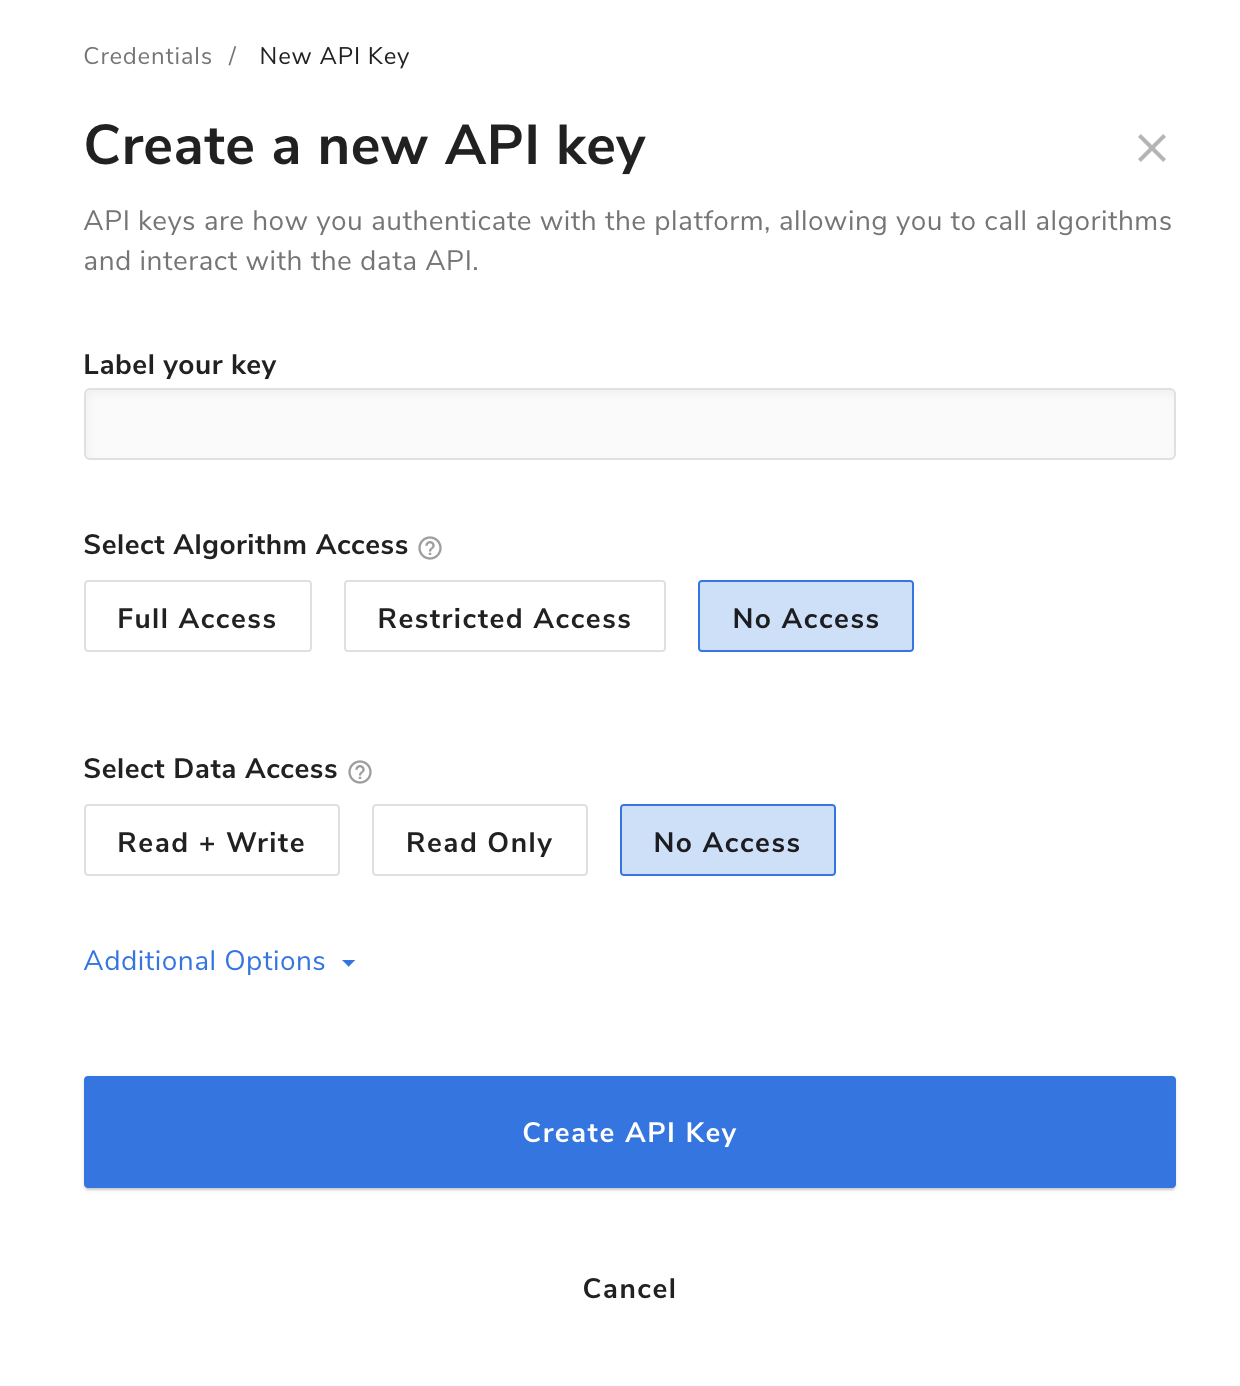 Credentials / New API Key
Create a new API key
API keys are how you authenticate with the platform, allowing you to call algorithms
and interact with the data API.
Label your key
Select Algorithm Access ?
Full Access Restricted Access No Access
Select Data Access ?
Read + Write Read Only No Access
Additional Options
Create API Key
Cancel